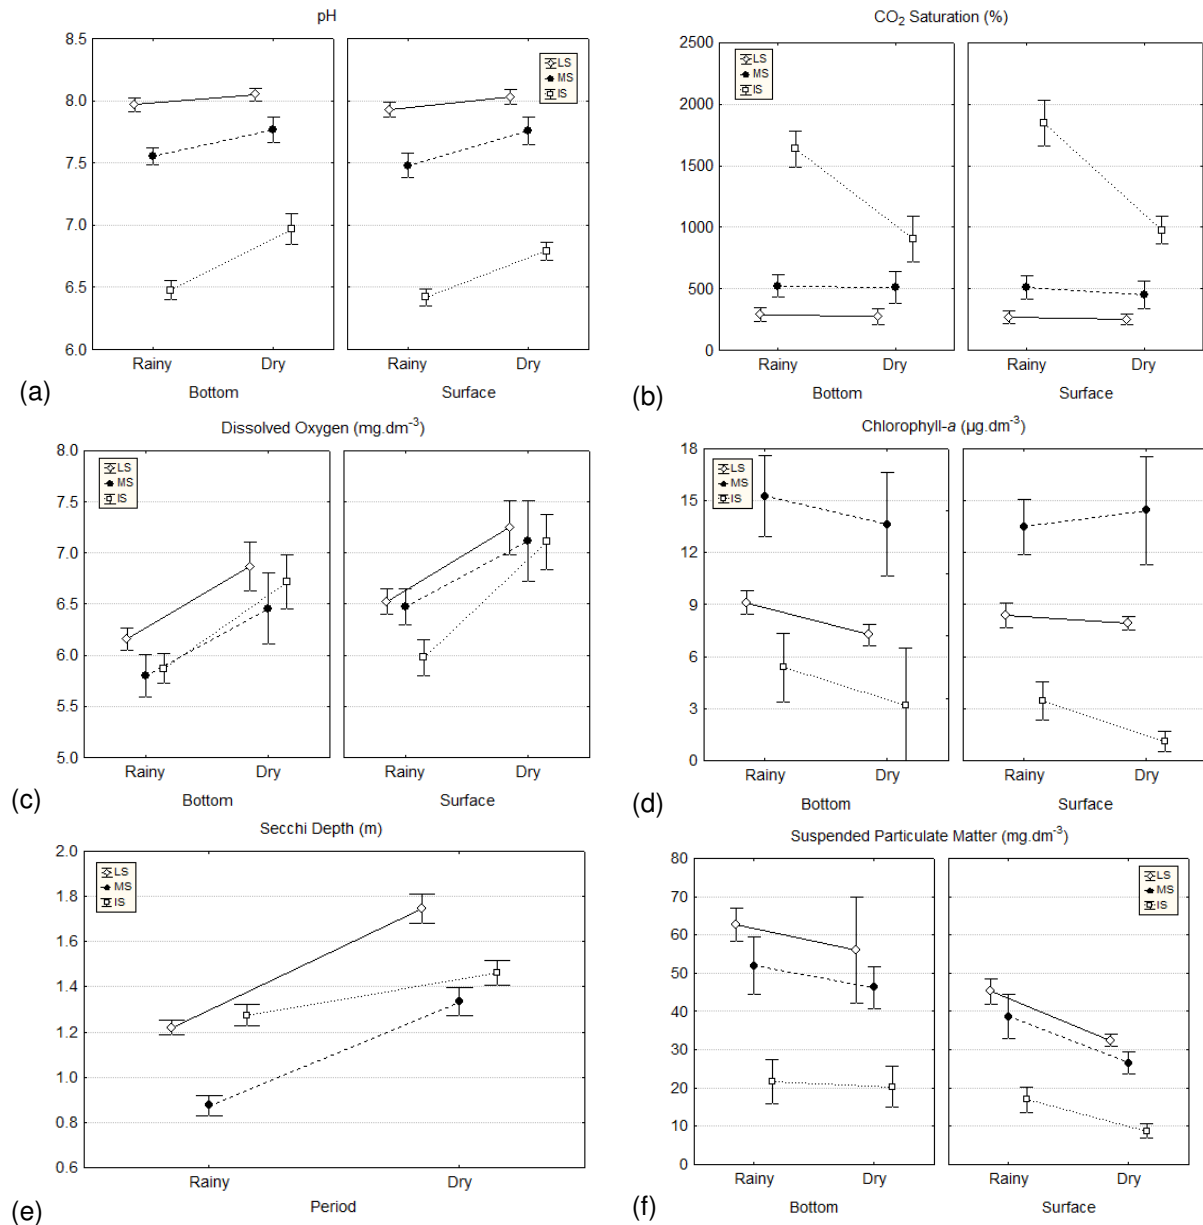 pH
8.5
8.0
7.5
7.0
6.5
6.0
LS
MS
IS
Rainy Dry Rainy Dry
Bottom Surface
(a)
CO₂ Saturation (%)
2500
2000
1500
1000
500
0
LS
MS
IS
Rainy Dry Rainy Dry
Bottom Surface
(b)
Dissolved Oxygen (mg.dm⁻³)
8.0
7.5
7.0
6.5
6.0
5.5
5.0
LS
MS
IS
Rainy Dry Rainy Dry
Bottom Surface
(c)
Chlorophyll-a (µg.dm⁻³)
18
15
12
9
6
3
0
LS
MS
IS
Rainy Dry Rainy Dry
Bottom Surface
(d)
Secchi Depth (m)
2.0
1.8
1.6
1.4
1.2
1.0
0.8
0.6
LS
MS
IS
Rainy Dry
Period
(e)
Suspended Particulate Matter (mg.dm⁻³)
80
70
60
50
40
30
20
10
0
LS
MS
IS
Rainy Dry Rainy Dry
Bottom Surface
(f)